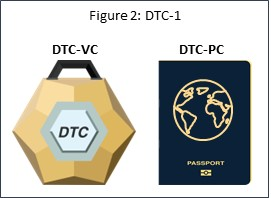 Figure 2: DTC-1
DTC-VC DTC-PC
DTC
PASSPORT